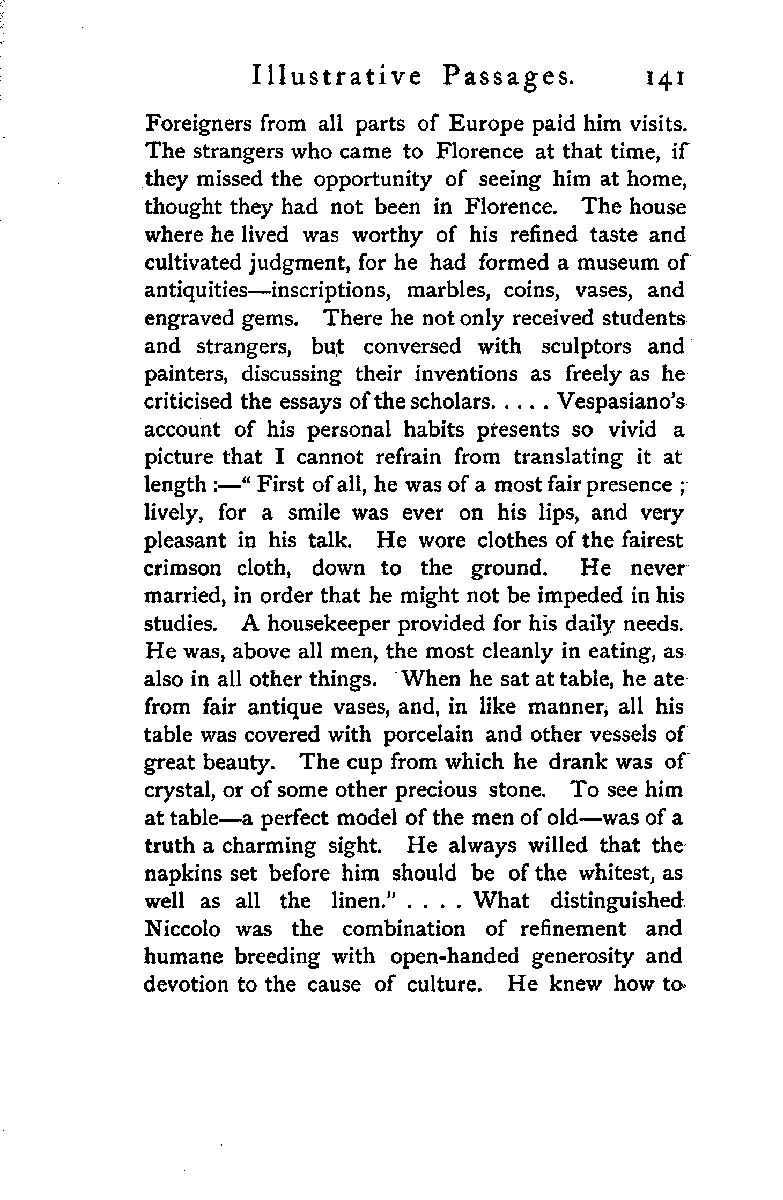 Illustrative Passages. 141
Foreigners from all parts of Europe paid him visits.
The strangers who came to Florence at that time, if
they missed the opportunity of seeing him at home,
thought they had not been in Florence. The house
where he lived was worthy of his refined taste and
cultivated judgment, for he had formed a museum of
antiquities—inscriptions, marbles, coins, vases, and
engraved gems. There he not only received students
and strangers, but conversed with sculptors and
painters, discussing their inventions as freely as he
criticised the essays of the scholars. . . . . Vespasiano's
account of his personal habits presents so vivid a
picture that I cannot refrain from translating it at
length :—“ First of all, he was of a most fair presence ;
lively, for a smile was ever on his lips, and very
pleasant in his talk. He wore clothes of the fairest
crimson cloth, down to the ground. He never
married, in order that he might not be impeded in his
studies. A housekeeper provided for his daily needs.
He was, above all men, the most cleanly in eating, as
also in all other things. When he sat at table, he ate
from fair antique vases, and, in like manner, all his
table was covered with porcelain and other vessels of
great beauty. The cup from which he drank was of
crystal, or of some other precious stone. To see him
at table—a perfect model of the men of old—was of a
truth a charming sight. He always willed that the
napkins set before him should be of the whitest, as
well as all the linen.” . . . . What distinguished
Niccolo was the combination of refinement and
humane breeding with open-handed generosity and
devotion to the cause of culture. He knew how to